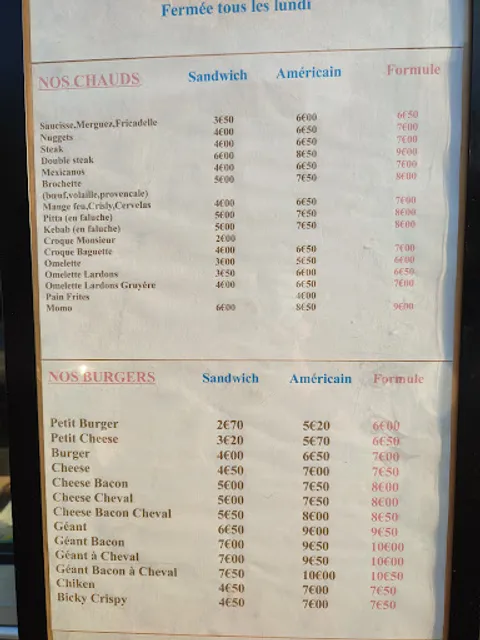 Fermée tous les lundi
NOS CHAUDS Sandwich Américain Formule
Saucisse,Merguez,Fricadelle 3€50 6€00 6€50
Nuggets 4€00 6€50 7€00
Steak 4€00 6€50 7€00
Double steak 6€00 8€50 9€00
Mexicanos 4€00 6€50 7€00
Brochette 5€00 7€50 8€00
(bœuf,volaille,provencale)
Mange feu,Crisly,Cervelas 4€00 6€50 7€00
Pitta (en faluche) 5€00 7€50 8€00
Kebab (en faluche) 5€00 7€50 8€00
Croque Monsieur 2€00
Croque Baguette 4€00 6€50 7€00
Omelette 3€00 5€50 6€00
Omelette Lardons 3€50 6€00 6€50
Omelette Lardons Gruyère 4€00 6€50 7€00
Pain Frites 4€00
Momo 6€00 8€50 9€00
NOS BURGERS Sandwich Américain Formule
Petit Burger 2€70 5€20 6€00
Petit Cheese 3€20 5€70 6€50
Burger 4€00 6€50 7€00
Cheese 4€50 7€00 7€50
Cheese Bacon 5€00 7€50 8€00
Cheese Cheval 5€00 7€50 8€00
Cheese Bacon Cheval 5€50 8€00 8€50
Géant 6€50 9€00 9€50
Géant Bacon 7€00 9€50 10€00
Géant à Cheval 7€00 9€50 10€00
Géant Bacon à Cheval 7€50 10€00 10€50
Chiken 4€50 7€00 7€50
Bicky Crispy 4€50 7€00 7€50